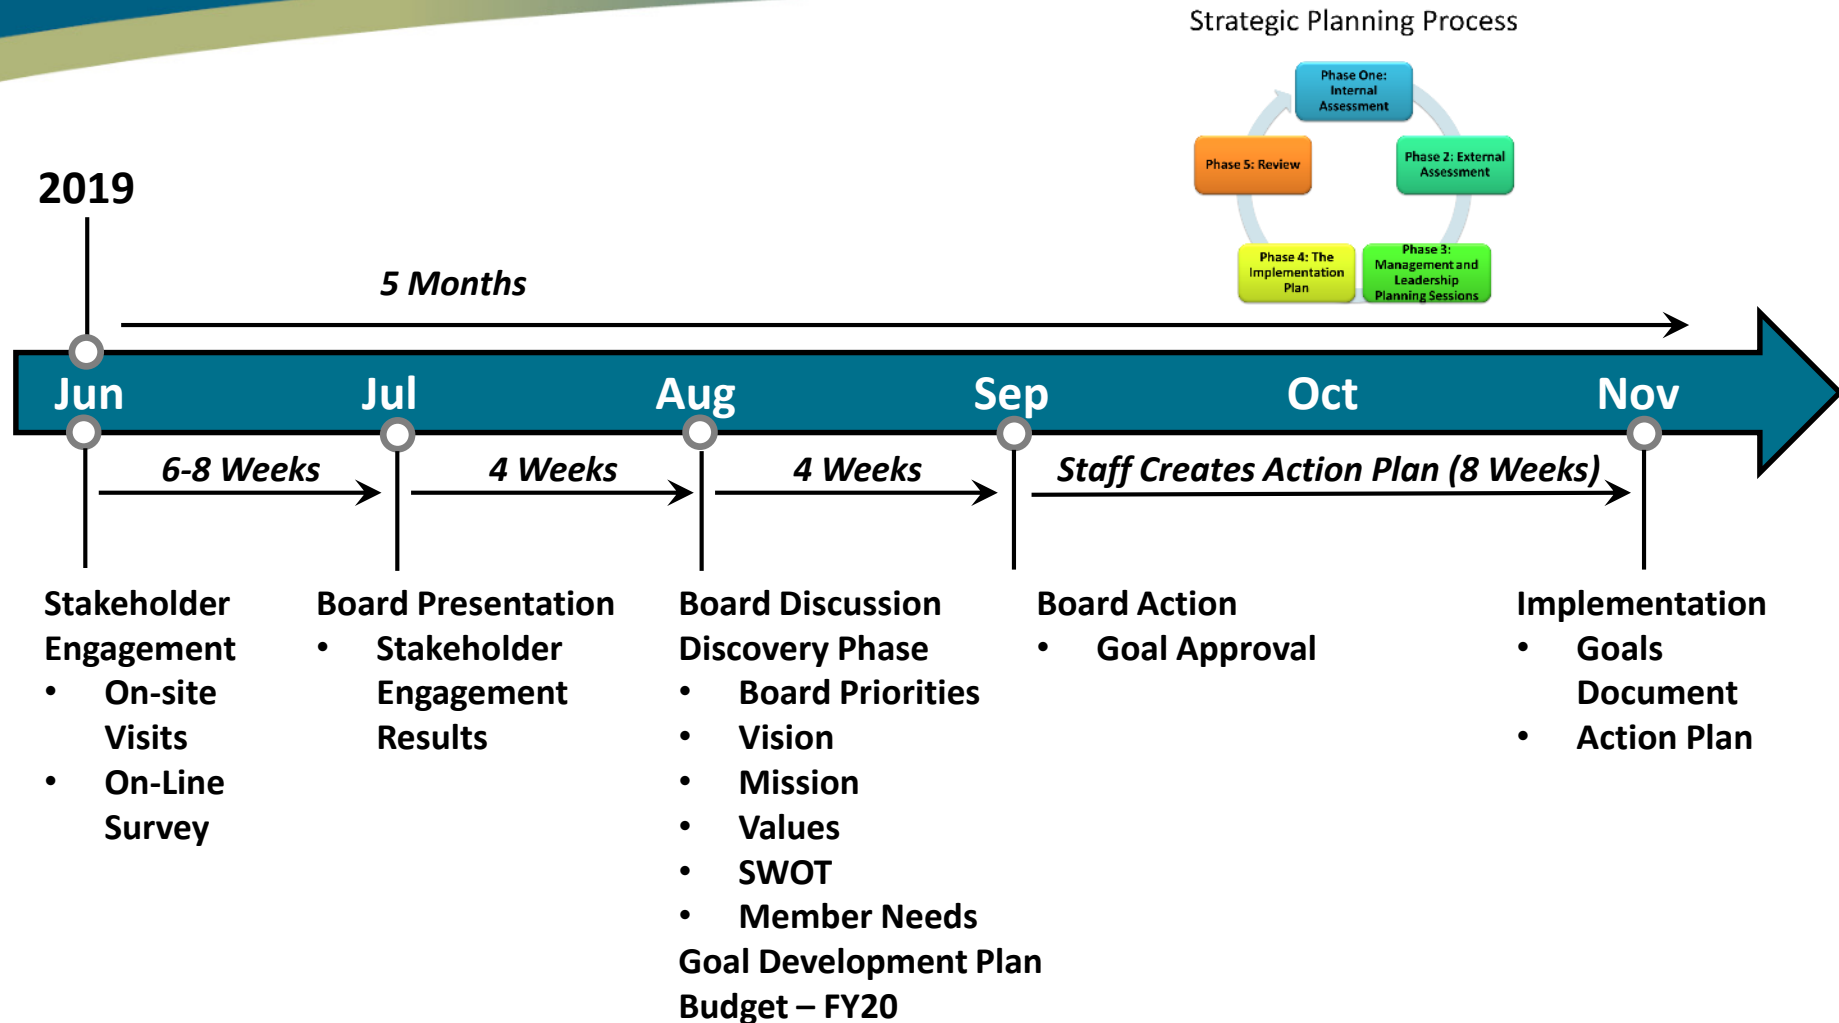 Strategic Planning Process
Phase One:
Internal
Assessment
Phase 2: External
Assessment
Phase 3:
Management and
Leadership
Planning Sessions
Phase 4: The
Implementation
Plan
Phase 5: Review
2019
5 Months
Jun
Jul
Aug
Sep
Oct
Nov
6-8 Weeks
4 Weeks
4 Weeks
Staff Creates Action Plan (8 Weeks)
Stakeholder
Engagement
• On-site
Visits
• On-Line
Survey
Board Presentation
• Stakeholder
Engagement
Results
Board Discussion
Discovery Phase
• Board Priorities
• Vision
• Mission
• Values
• SWOT
• Member Needs
Goal Development Plan
Budget – FY20
Board Action
• Goal Approval
Implementation
• Goals
Document
• Action Plan